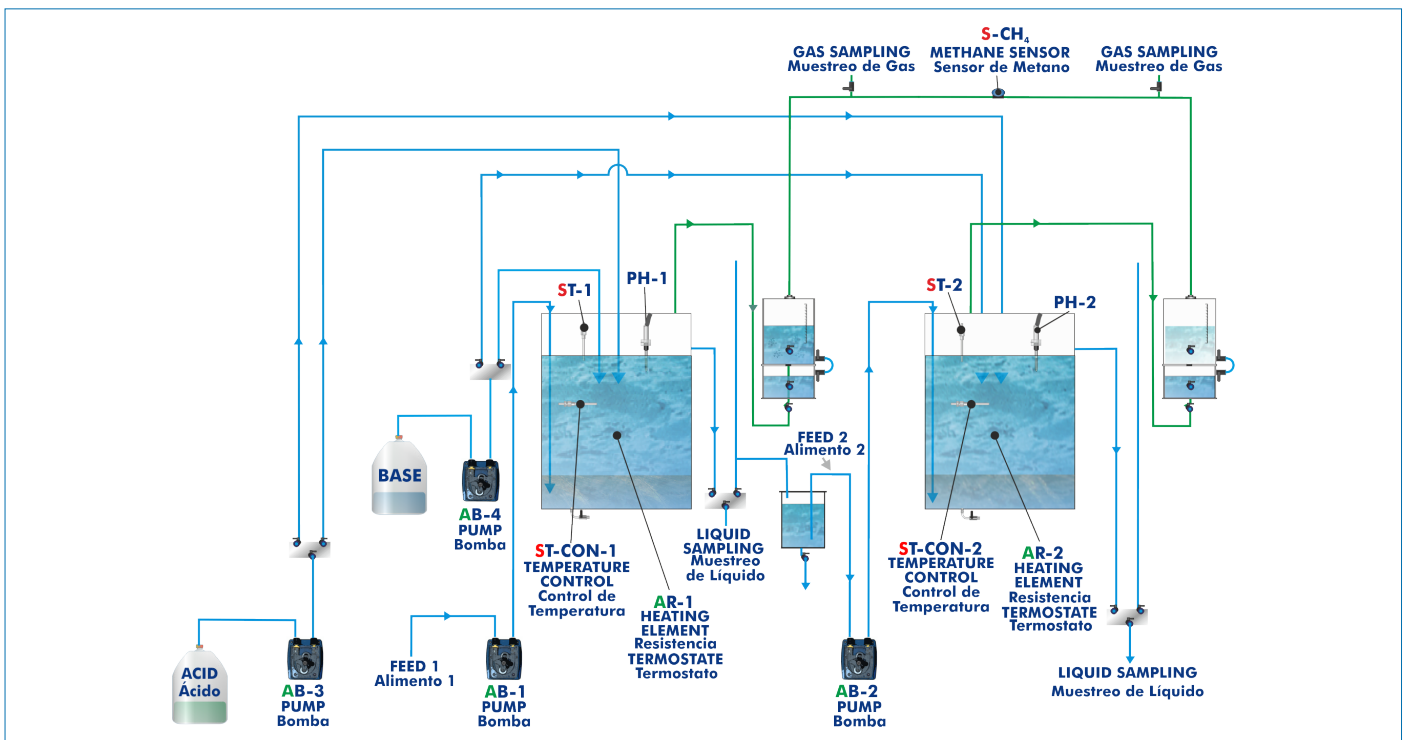 S-CH4
METHANE SENSOR
Sensor de Metano
GAS SAMPLING
Muestreo de Gas
GAS SAMPLING
Muestreo de Gas
ST-1
PH-1
ST-2
PH-2
BASE
AB-4
PUMP
Bomba
FEED 2
Alimento 2
LIQUID
SAMPLING
Muestreo
de Líquido
ST-CON-1
TEMPERATURE
CONTROL
Control de
Temperatura
AR-1
HEATING
ELEMENT
Resistencia
TERMOSTATE
Termostato
ST-CON-2
TEMPERATURE
CONTROL
Control de
Temperatura
AR-2
HEATING
ELEMENT
Resistencia
TERMOSTATE
Termostato
ACID
Ácido
AB-3
PUMP
Bomba
FEED 1
Alimento 1
AB-1
PUMP
Bomba
AB-2
PUMP
Bomba
LIQUID SAMPLING
Muestreo de Líquido